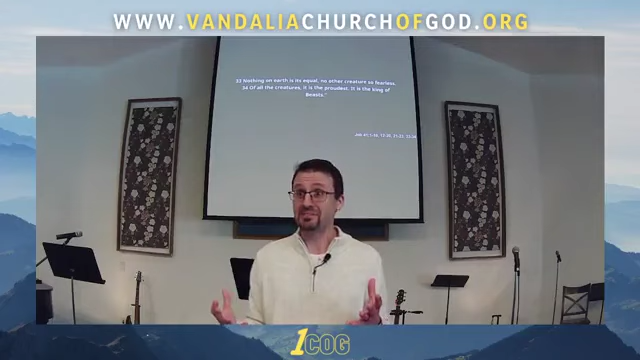 WWW.VANDALIACHURCHOFGOD.ORG
33 Nothing on earth is its equal, no other creature so fearless.
34 Of all the creatures, it is the proudest. It is the king of
Beasts."
1COG